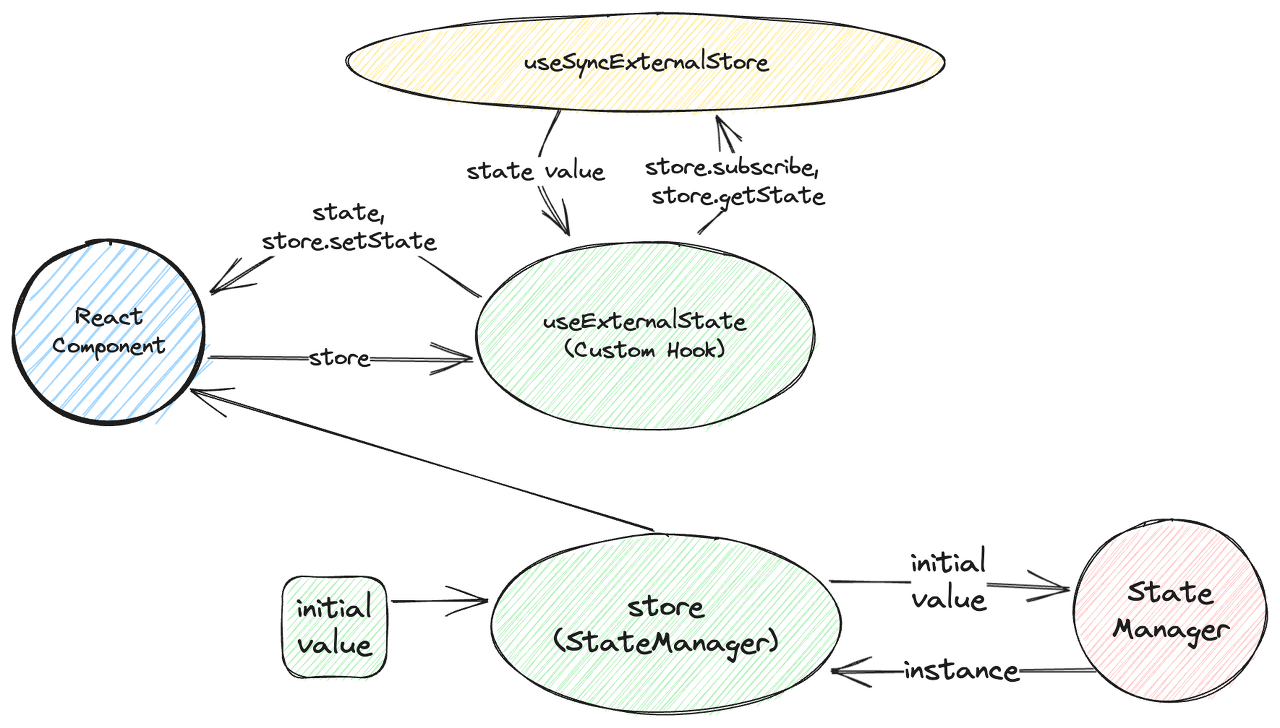 useSyncExternalStore
state value
store.subscribe,
store.getState
state,
store.setState
React
Component
useExternalState
(Custom Hook)
store
initial
value
store
(StateManager)
initial
value
State
Manager
instance